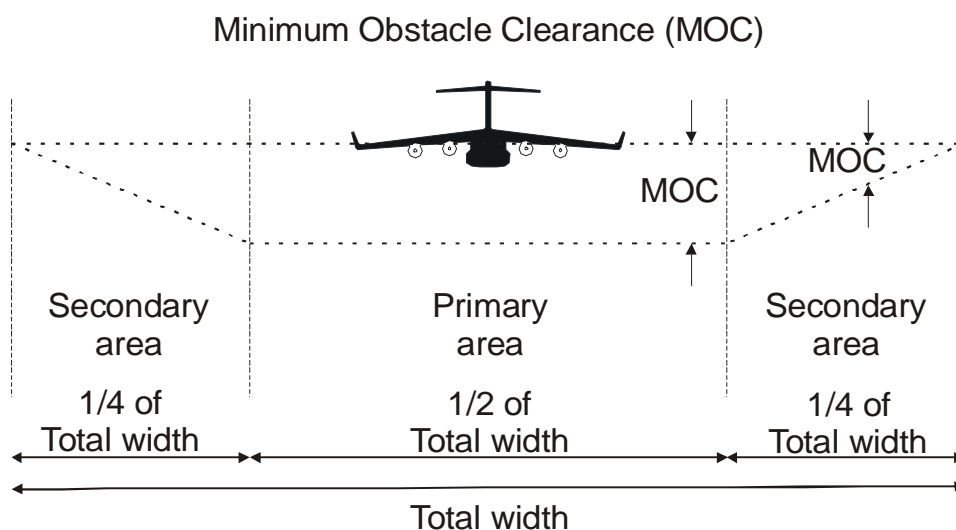 Minimum Obstacle Clearance (MOC)
MOC
MOC
Secondary
area
Primary
area
Secondary
area
1/4 of
Total width
1/2 of
Total width
1/4 of
Total width
Total width